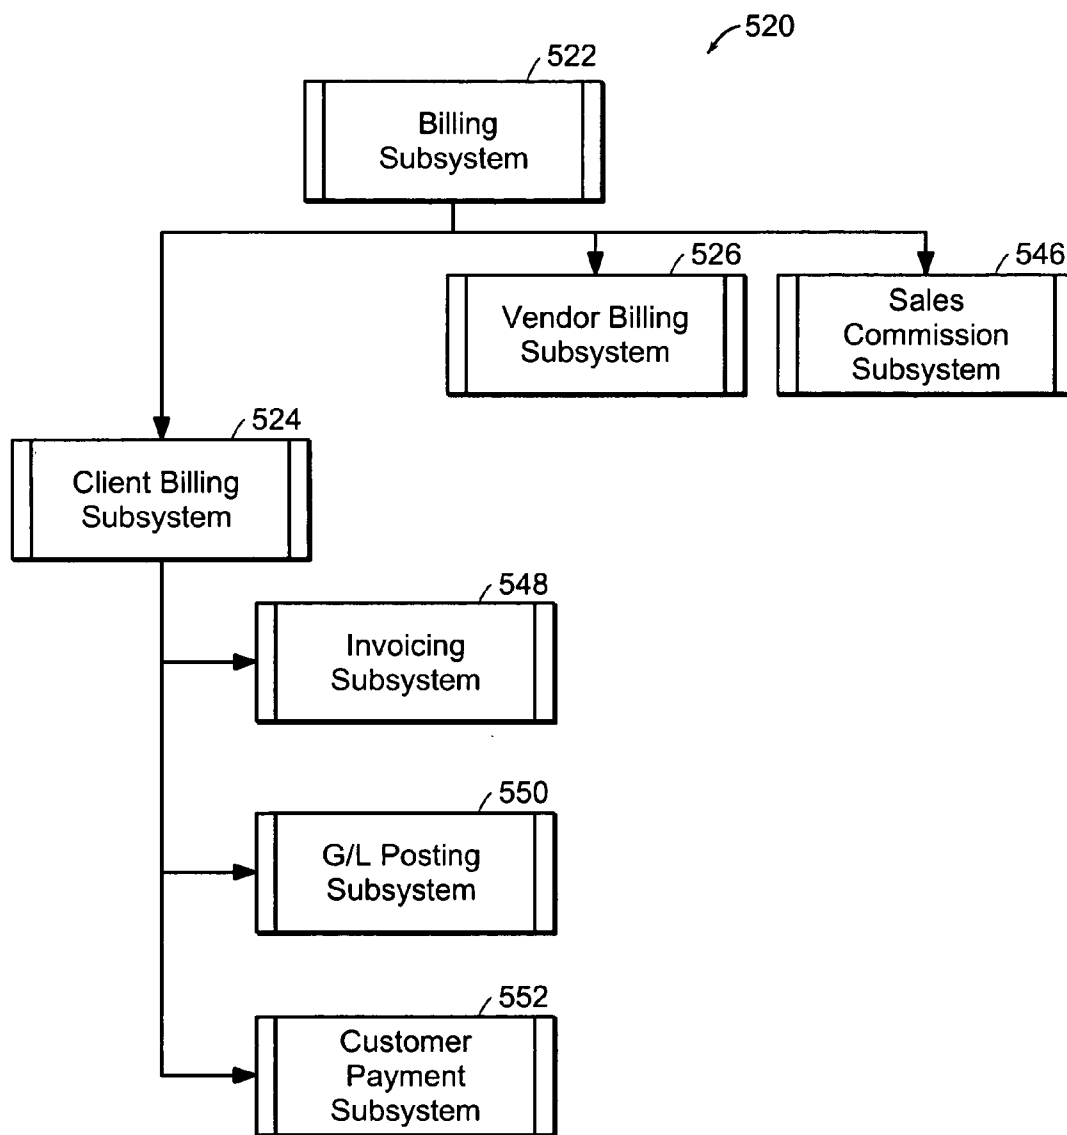 520
522
Billing
Subsystem
526
Vendor Billing
Subsystem
546
Sales
Commission
Subsystem
524
Client Billing
Subsystem
548
Invoicing
Subsystem
550
G/L Posting
Subsystem
552
Customer
Payment
Subsystem